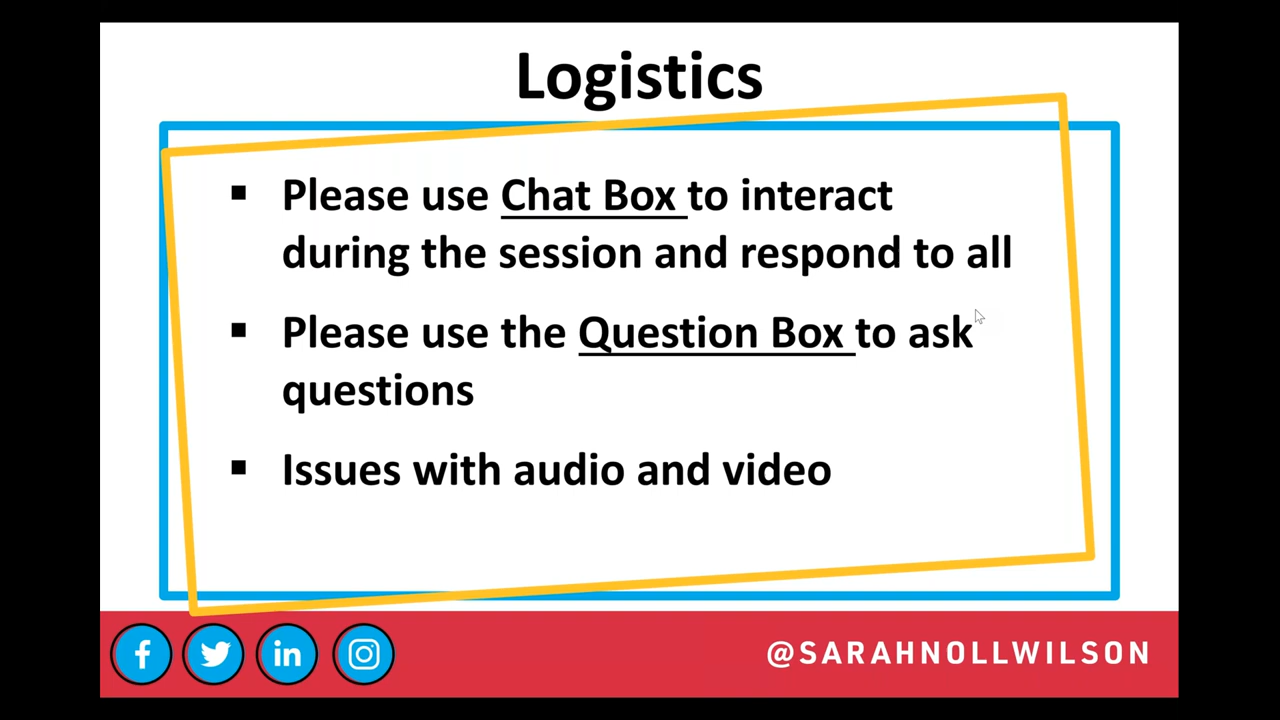 Logistics
▪ Please use Chat Box to interact
during the session and respond to all
▪ Please use the Question Box to ask
questions
▪ Issues with audio and video
@SARAHNOLLWILSON